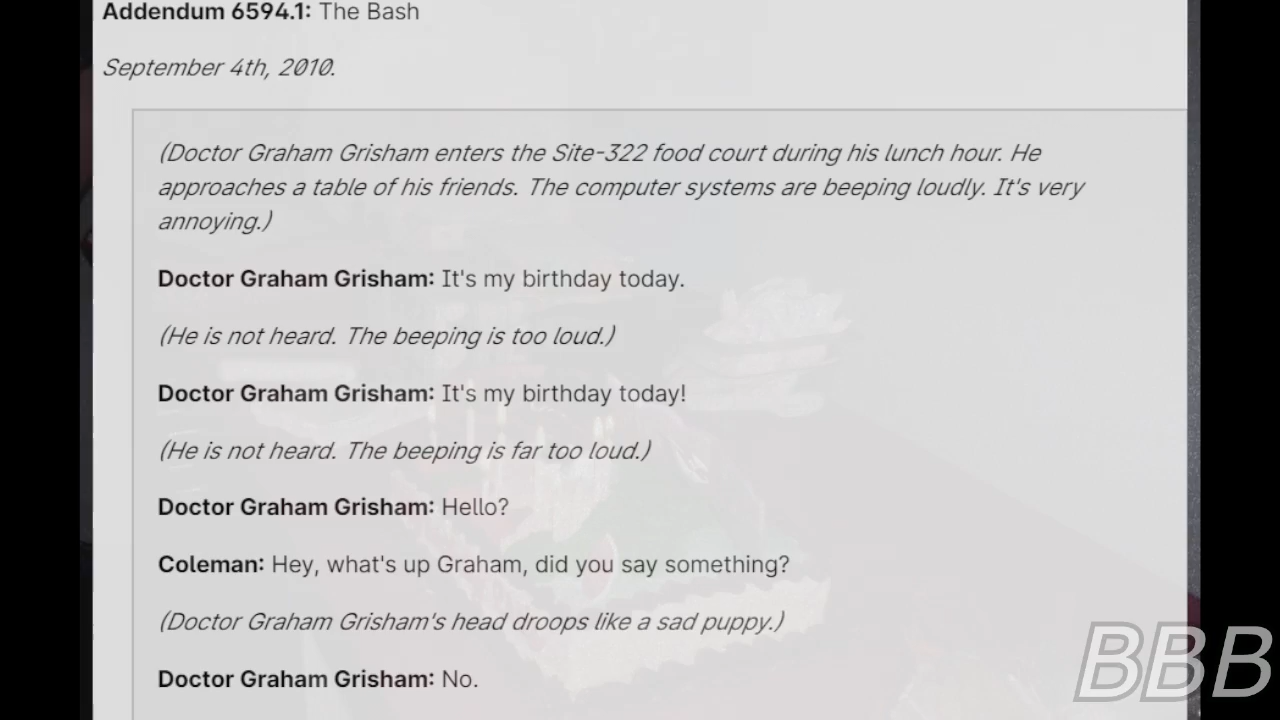 Addendum 6594.1: The Bash
September 4th, 2010.
(Doctor Graham Grisham enters the Site-322 food court during his lunch hour. He
approaches a table of his friends. The computer systems are beeping loudly. It's very
annoying.)
Doctor Graham Grisham: It's my birthday today.
(He is not heard. The beeping is too loud.)
Doctor Graham Grisham: It's my birthday today!
(He is not heard. The beeping is far too loud.)
Doctor Graham Grisham: Hello?
Coleman: Hey, what's up Graham, did you say something?
(Doctor Graham Grisham's head droops like a sad puppy.)
Doctor Graham Grisham: No.
BBB